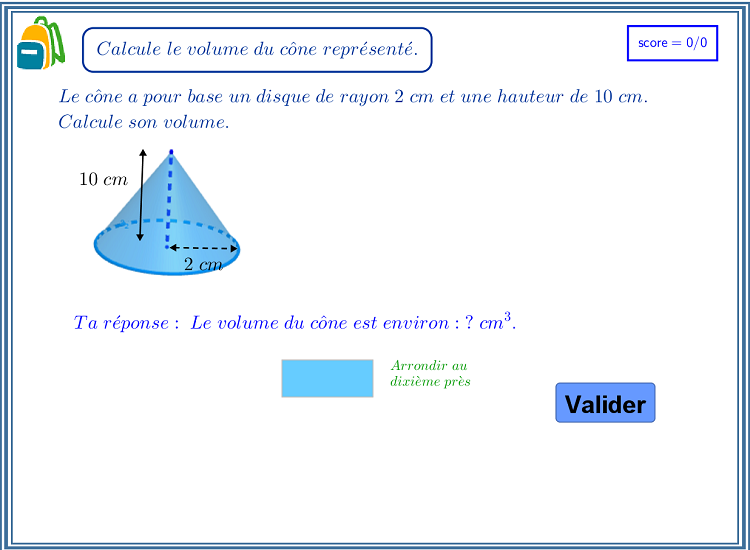 Calcule le volume du cône représenté.
score = 0/0
Le cône a pour base un disque de rayon 2 cm et une hauteur de 10 cm.
Calcule son volume.
10 cm
2 cm
Ta réponse : Le volume du cône est environ : ? cm³.
Arrondir au
dixième près
Valider